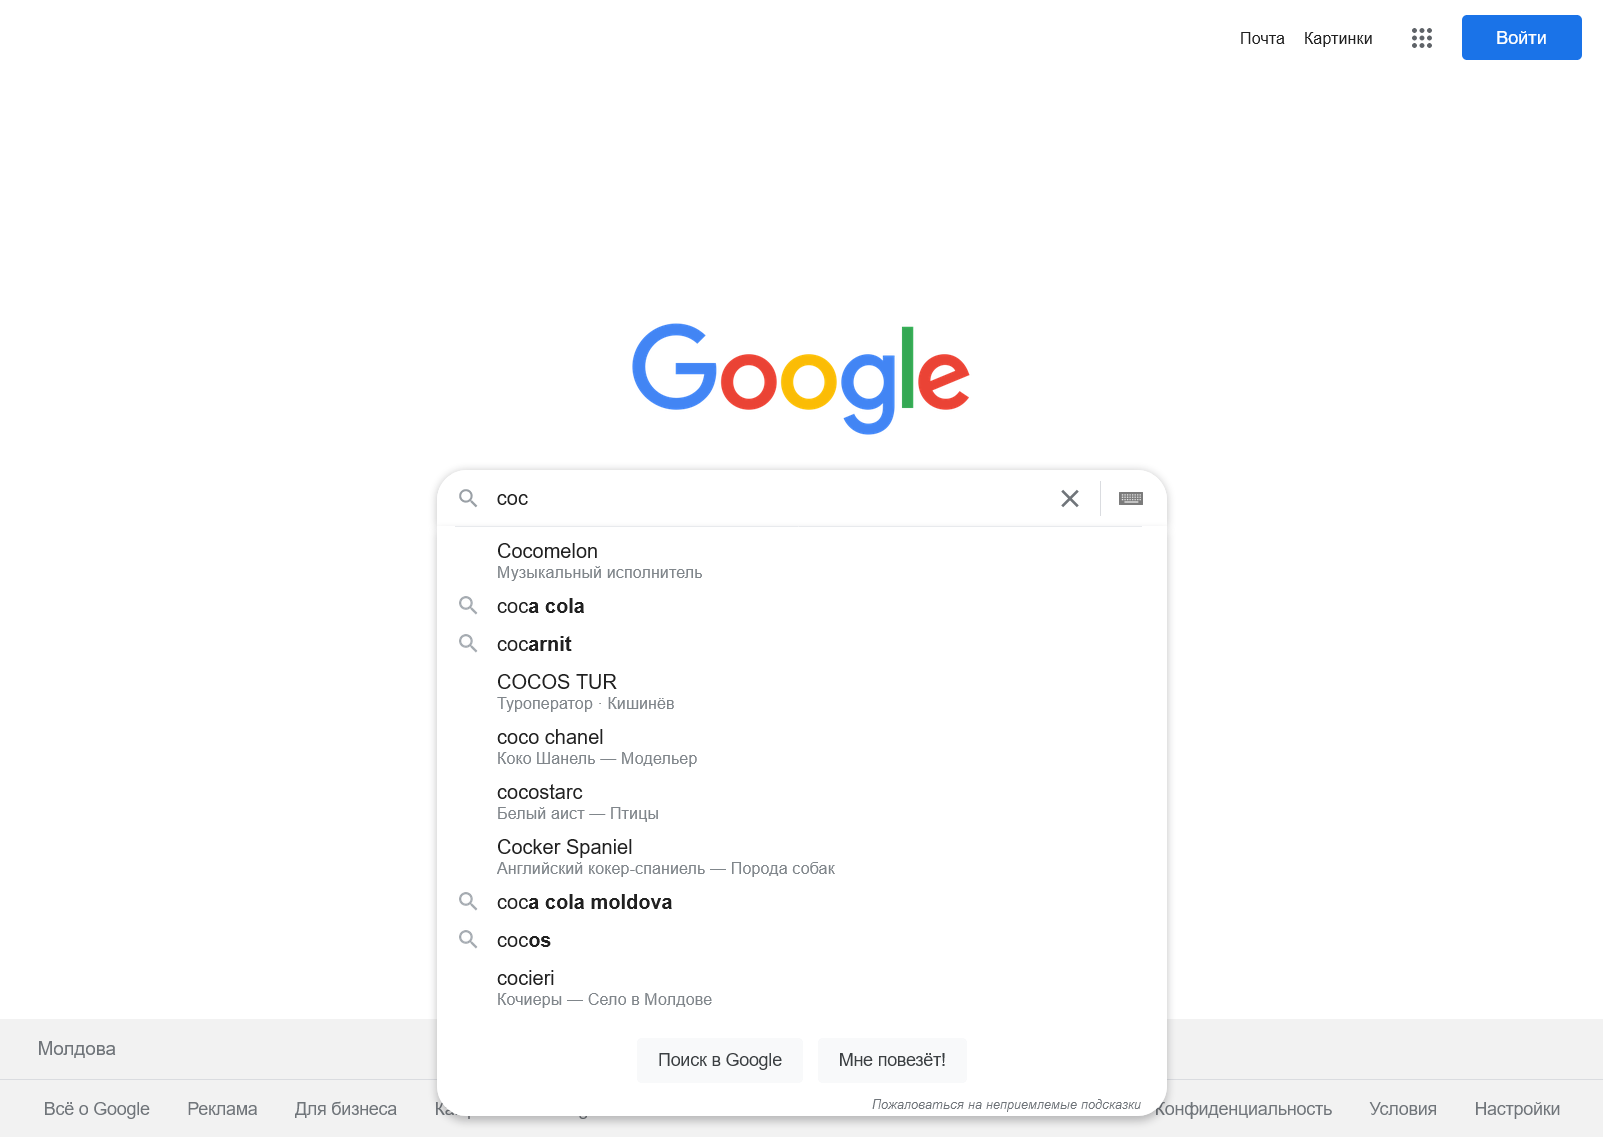 Почта Картинки Войти
Google
coc
Cocomelon
Музыкальный исполнитель
coca cola
cocarnit
COCOS TUR
Туроператор · Кишинёв
coco chanel
Коко Шанель — Модельер
cocostarc
Белый аист — Птицы
Cocker Spaniel
Английский кокер-спаниель — Порода собак
coca cola moldova
cocos
cocieri
Кочиеры — Село в Молдове
Молдова
Поиск в Google Мне повезёт!
Пожаловаться на неприемлемые подсказки
Всё о Google Реклама Для бизнеса Конфиденциальность Условия Настройки